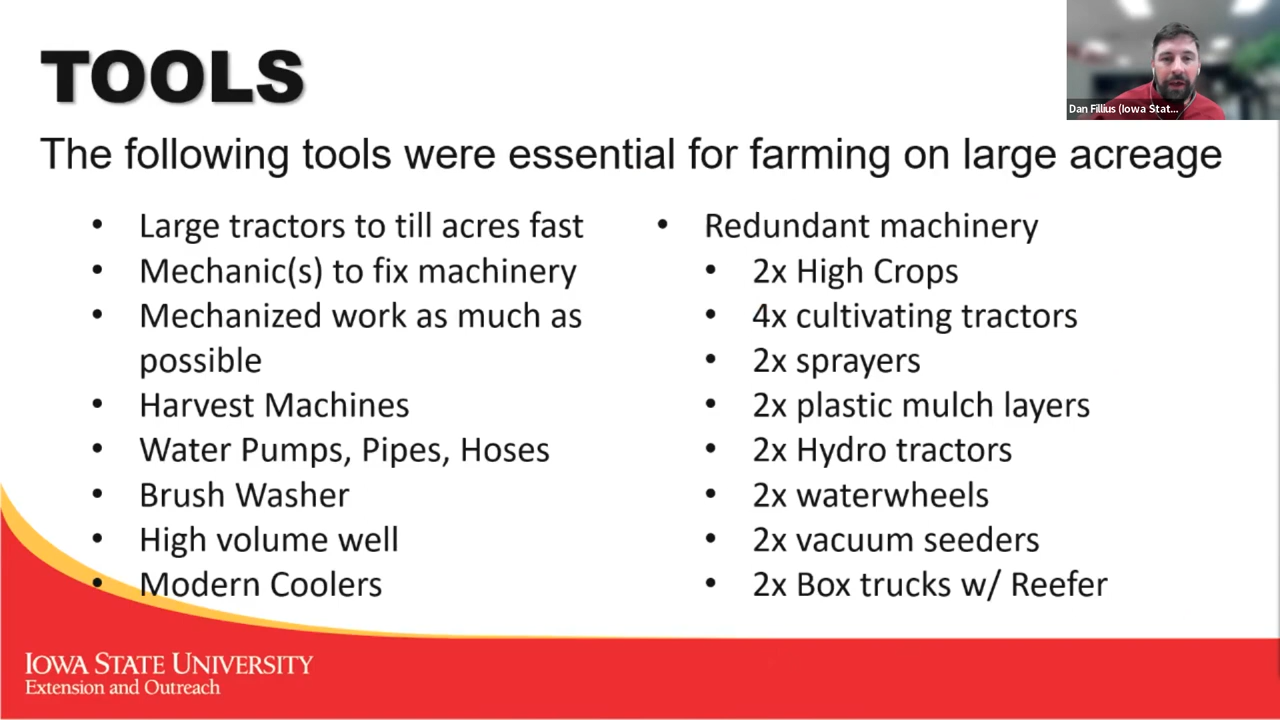 TOOLS
Dan Fillius (Iowa Stat...
The following tools were essential for farming on large acreage
• Large tractors to till acres fast
• Mechanic(s) to fix machinery
• Mechanized work as much as
possible
• Harvest Machines
• Water Pumps, Pipes, Hoses
• Brush Washer
• High volume well
• Modern Coolers
• Redundant machinery
• 2x High Crops
• 4x cultivating tractors
• 2x sprayers
• 2x plastic mulch layers
• 2x Hydro tractors
• 2x waterwheels
• 2x vacuum seeders
• 2x Box trucks w/ Reefer
IOWA STATE UNIVERSITY
Extension and Outreach